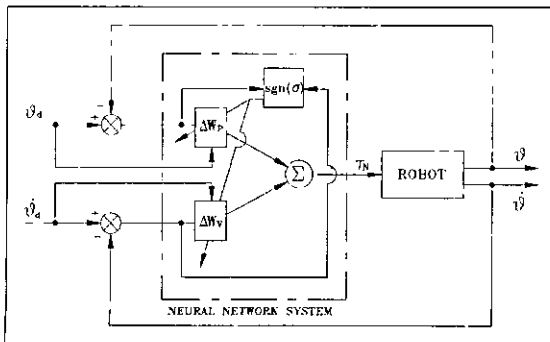 sgn(σ)
ϑd
ΔWP
Σ
τN
ROBOT
ϑ
ϑ̇
ϑ̇d
ΔWV
NEURAL NETWORK SYSTEM